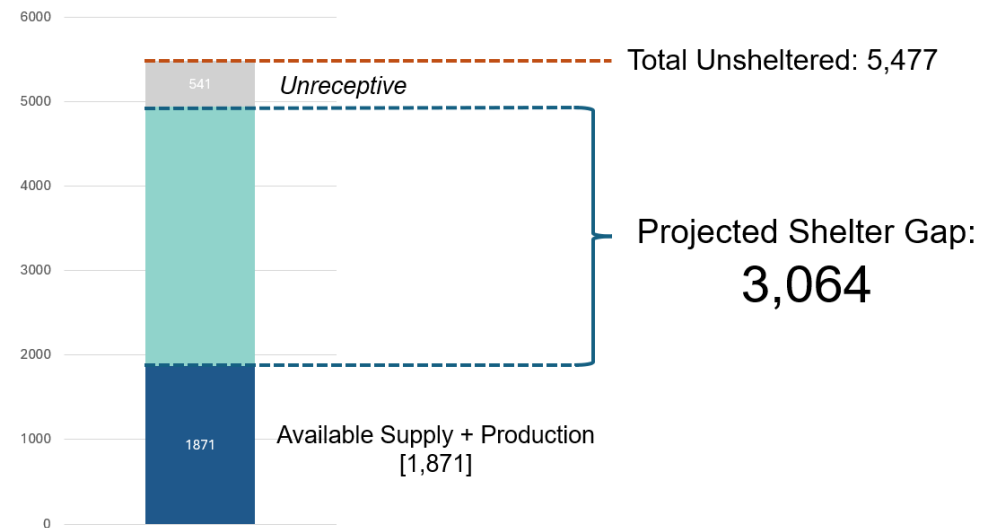 6000
Total Unsheltered: 5,477
541
Unreceptive
5000
4000
Projected Shelter Gap:
3,064
3000
2000
Available Supply + Production
[1,871]
1871
1000
0